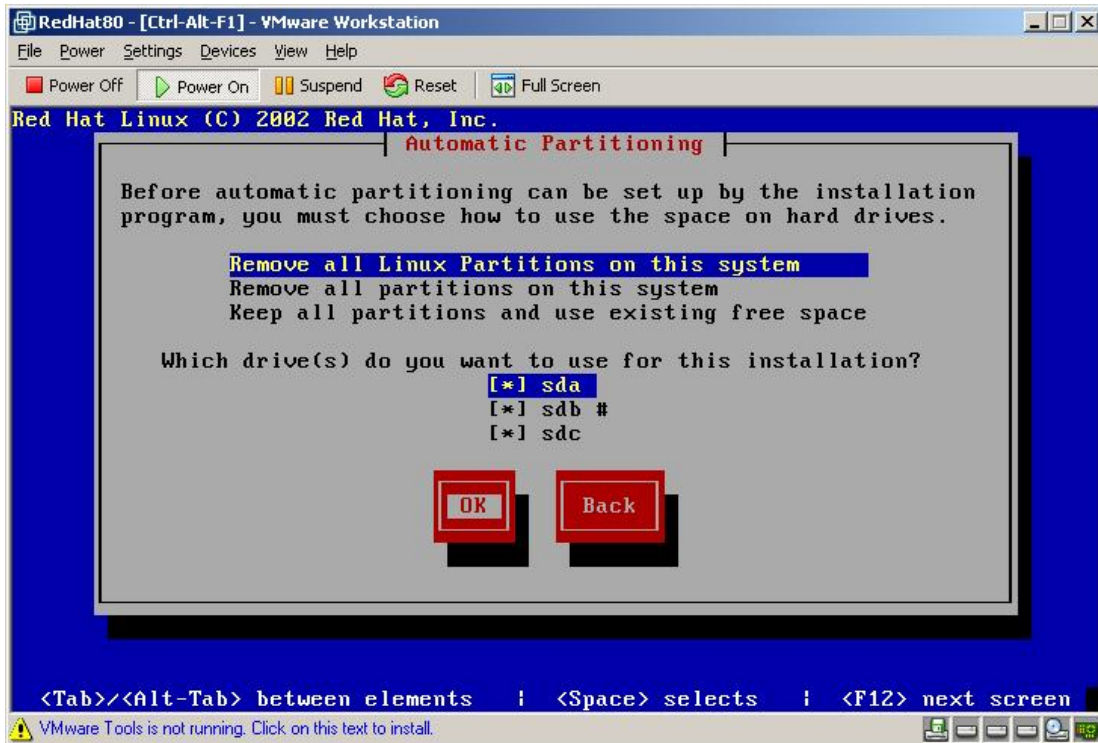 RedHat80 - [Ctrl-Alt-F1] - VMware Workstation
File Power Settings Devices View Help
Power Off Power On Suspend Reset Full Screen
Red Hat Linux (C) 2002 Red Hat, Inc.
Automatic Partitioning
Before automatic partitioning can be set up by the installation
program, you must choose how to use the space on hard drives.
Remove all Linux Partitions on this system
Remove all partitions on this system
Keep all partitions and use existing free space
Which drive(s) do you want to use for this installation?
[*] sda
[*] sdb #
[*] sdc
OK Back
<Tab>/<Alt-Tab> between elements | <Space> selects | <F12> next screen
VMware Tools is not running. Click on this text to install.